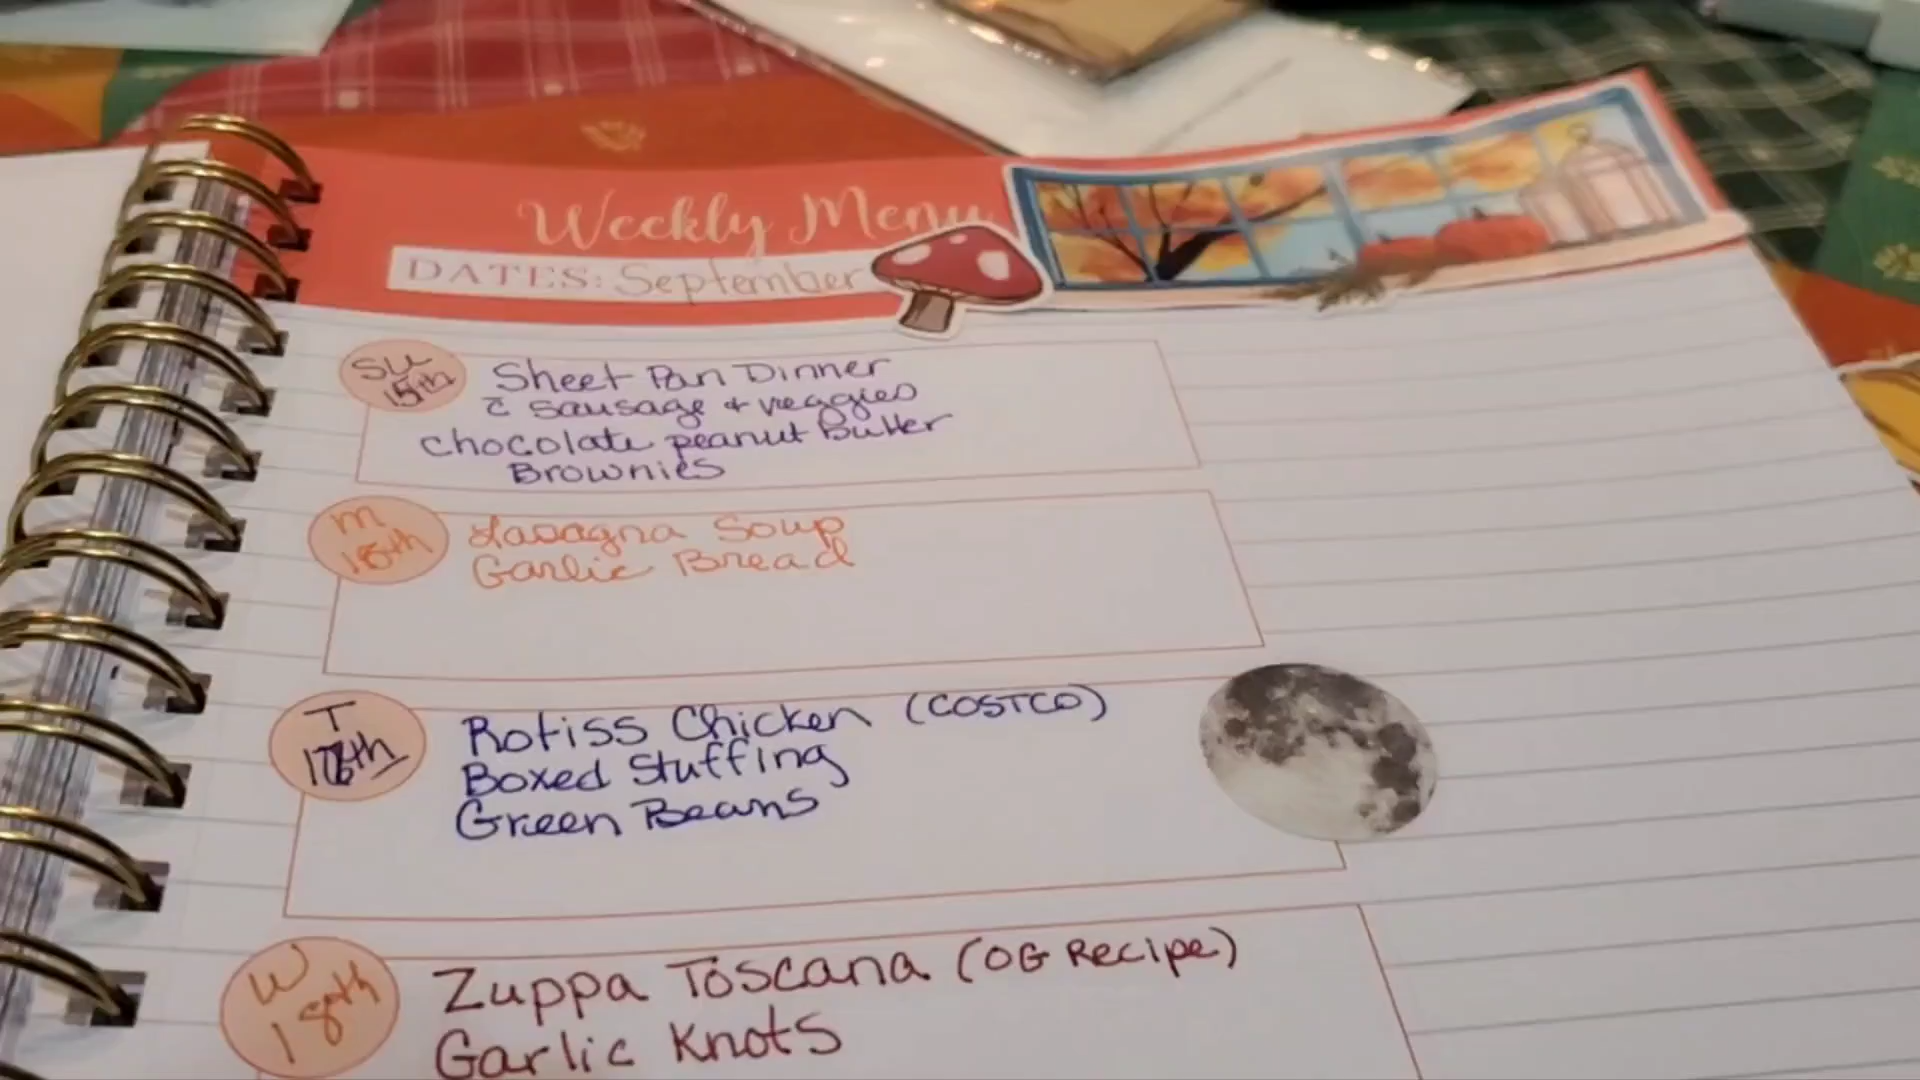 Weekly Menu
DATES: September
SU
15th
Sheet Pan Dinner
c̄ sausage + veggies
chocolate peanut Butter
Brownies
M
16th
Lasagna Soup
Garlic Bread
T
17th
Rotiss Chicken (COSTCO)
Boxed Stuffing
Green Beans
W
18th
Zuppa Toscana (OG Recipe)
Garlic Knots